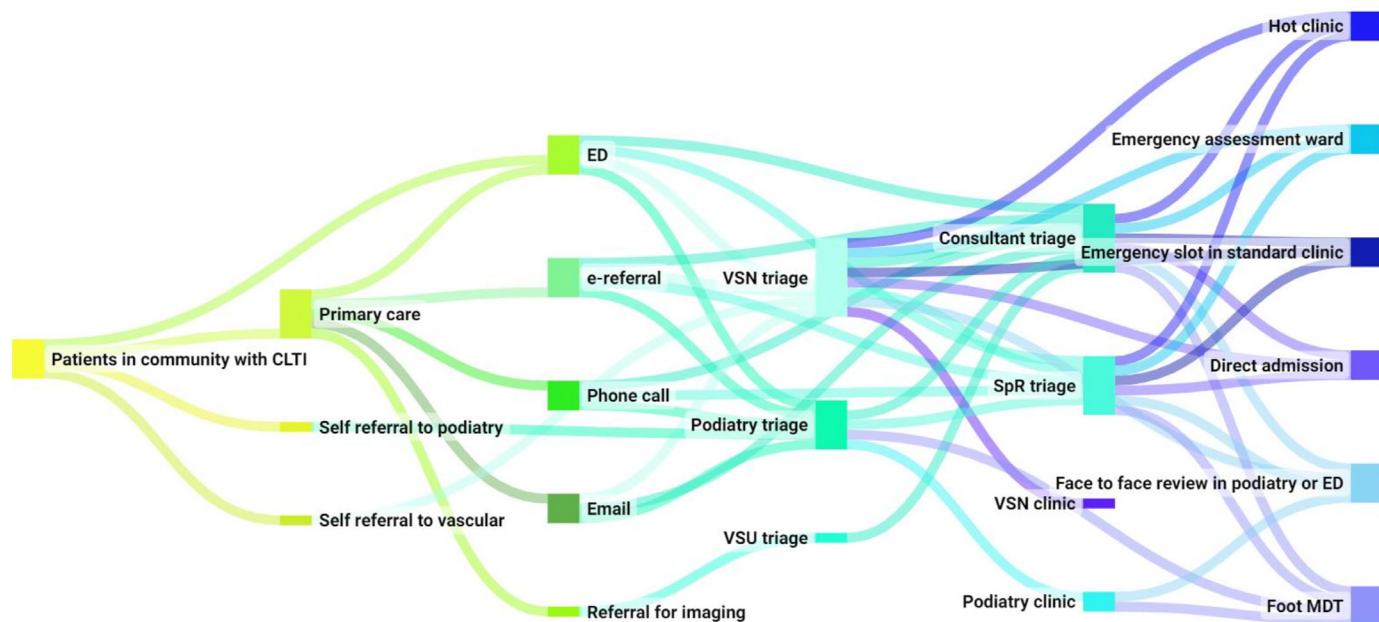 Patients in community with CLTI
Primary care
Self referral to podiatry
Self referral to vascular
ED
e-referral
Phone call
Email
Referral for imaging
VSN triage
Podiatry triage
VSU triage
Consultant triage
SpR triage
VSN clinic
Podiatry clinic
Hot clinic
Emergency assessment ward
Emergency slot in standard clinic
Direct admission
Face to face review in podiatry or ED
Foot MDT